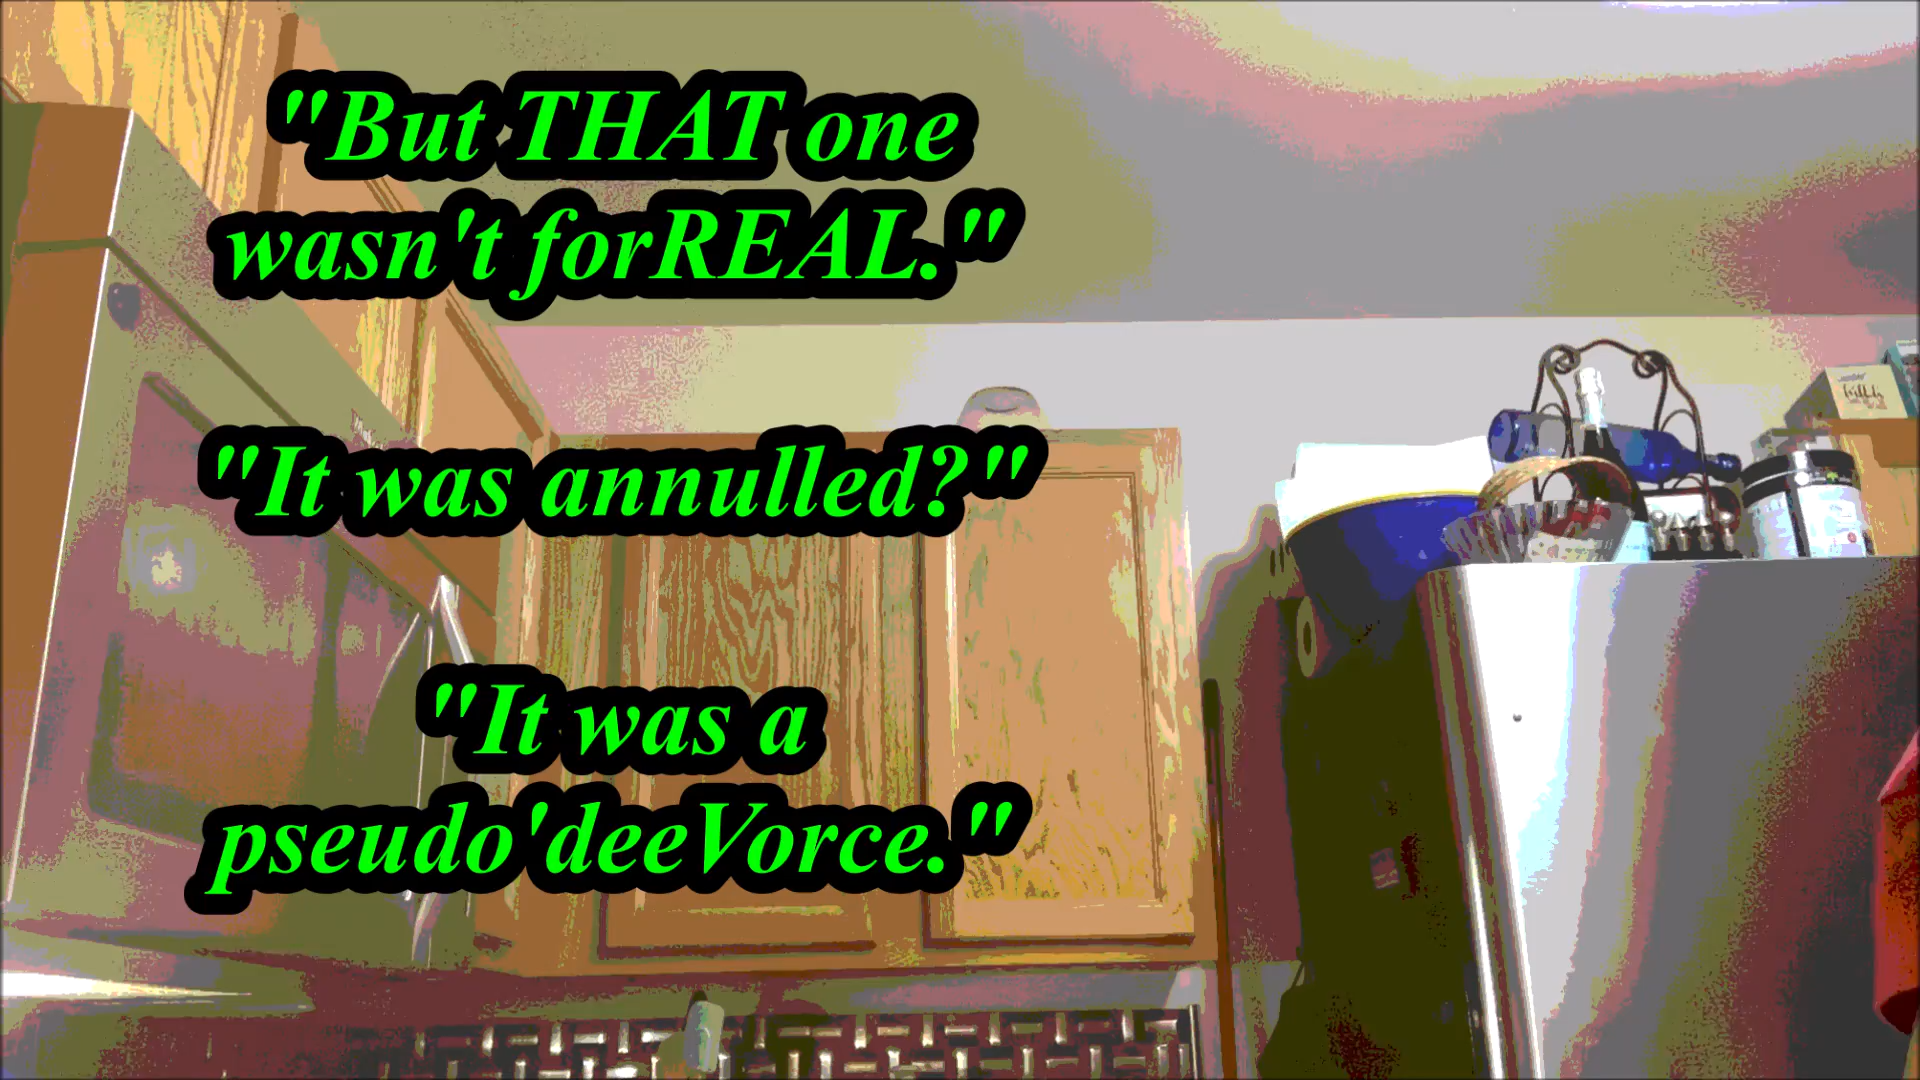 "But THAT one
wasn't forREAL."
"It was annulled?"
"It was a
pseudo'deeVorce."